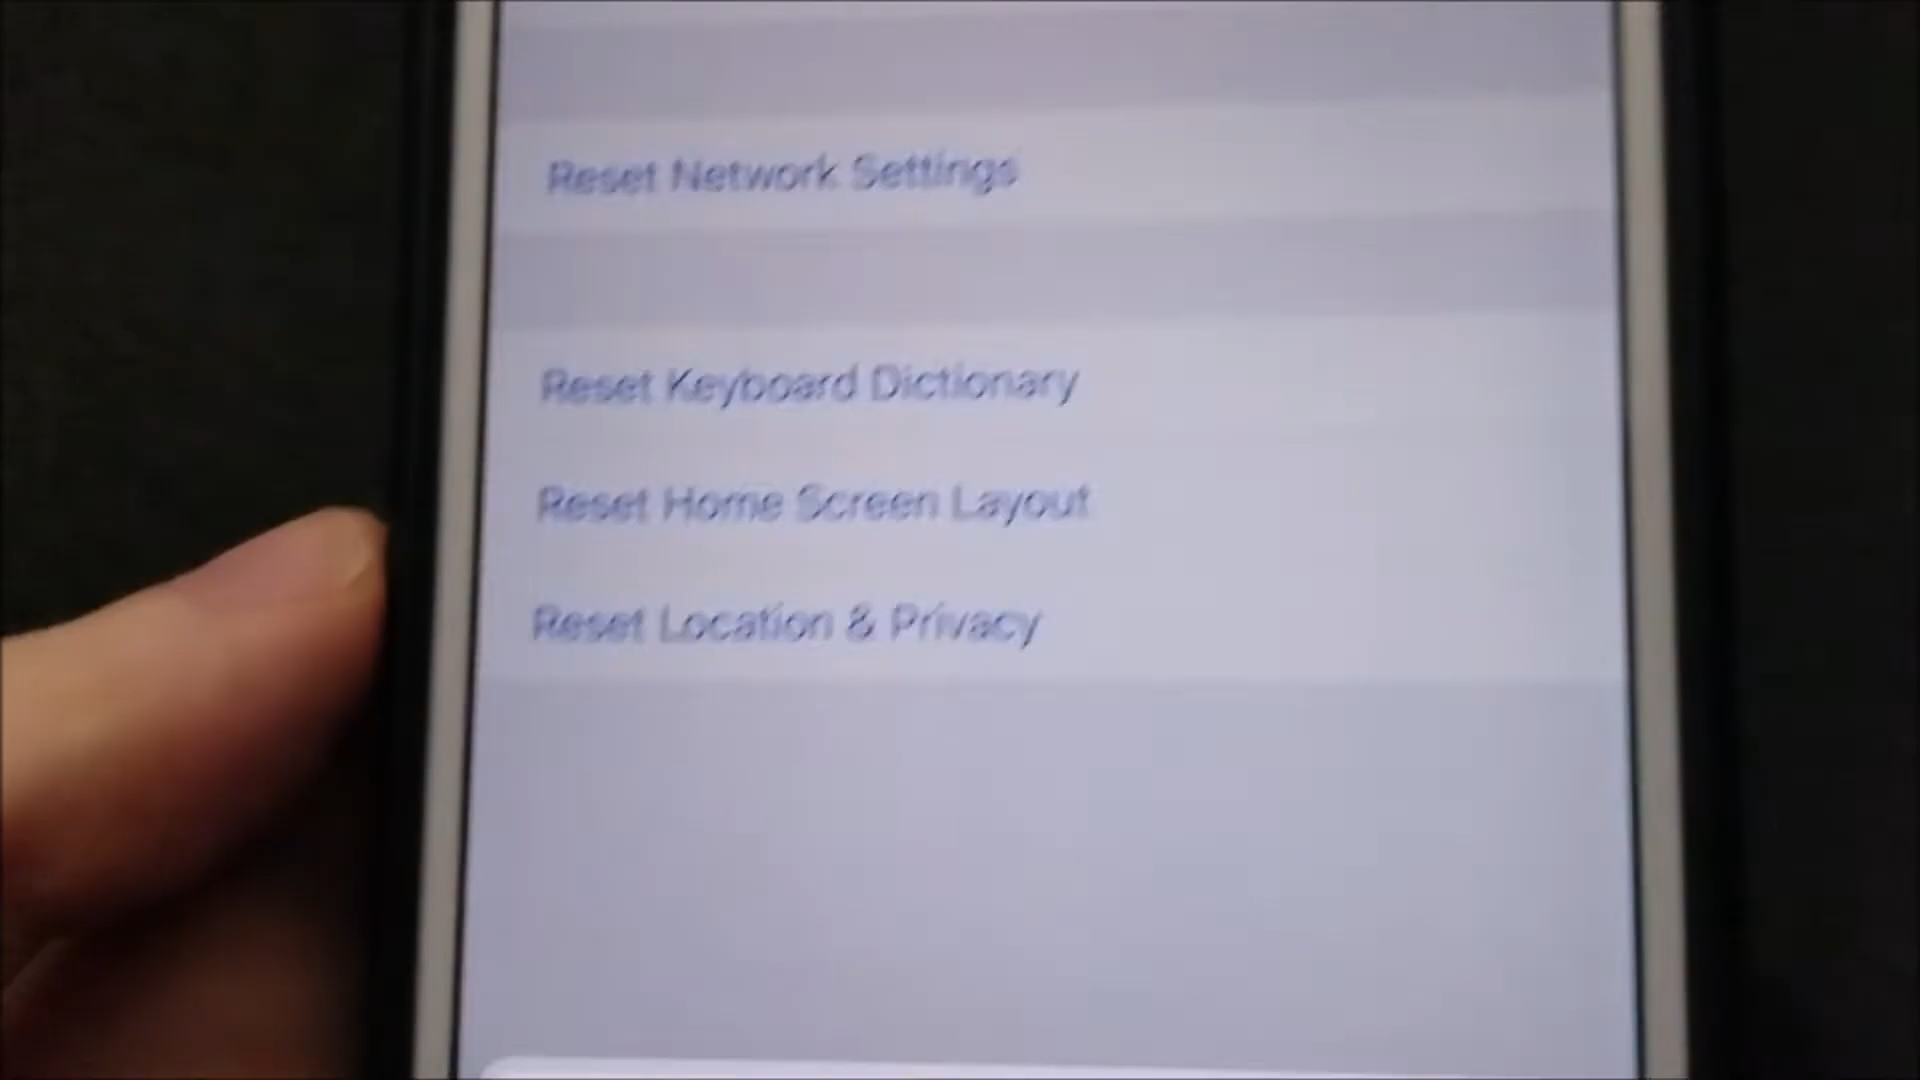 Reset Network Settings
Reset Keyboard Dictionary
Reset Home Screen Layout
Reset Location & Privacy